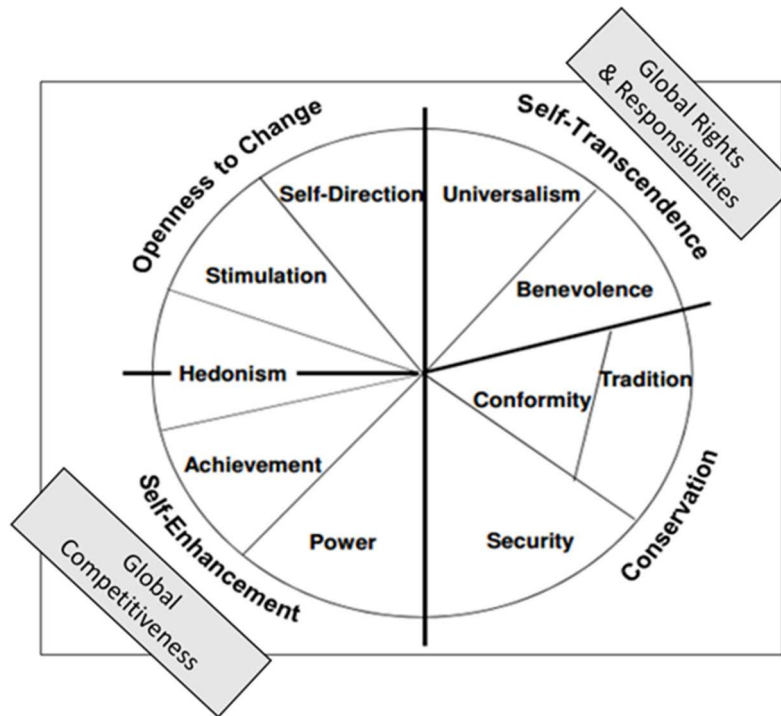 Global Rights
& Responsibilities
Openness to Change
Self-Transcendence
Self-Direction
Universalism
Stimulation
Benevolence
Hedonism
Conformity
Tradition
Achievement
Power
Security
Self-Enhancement
Conservation
Global
Competitiveness